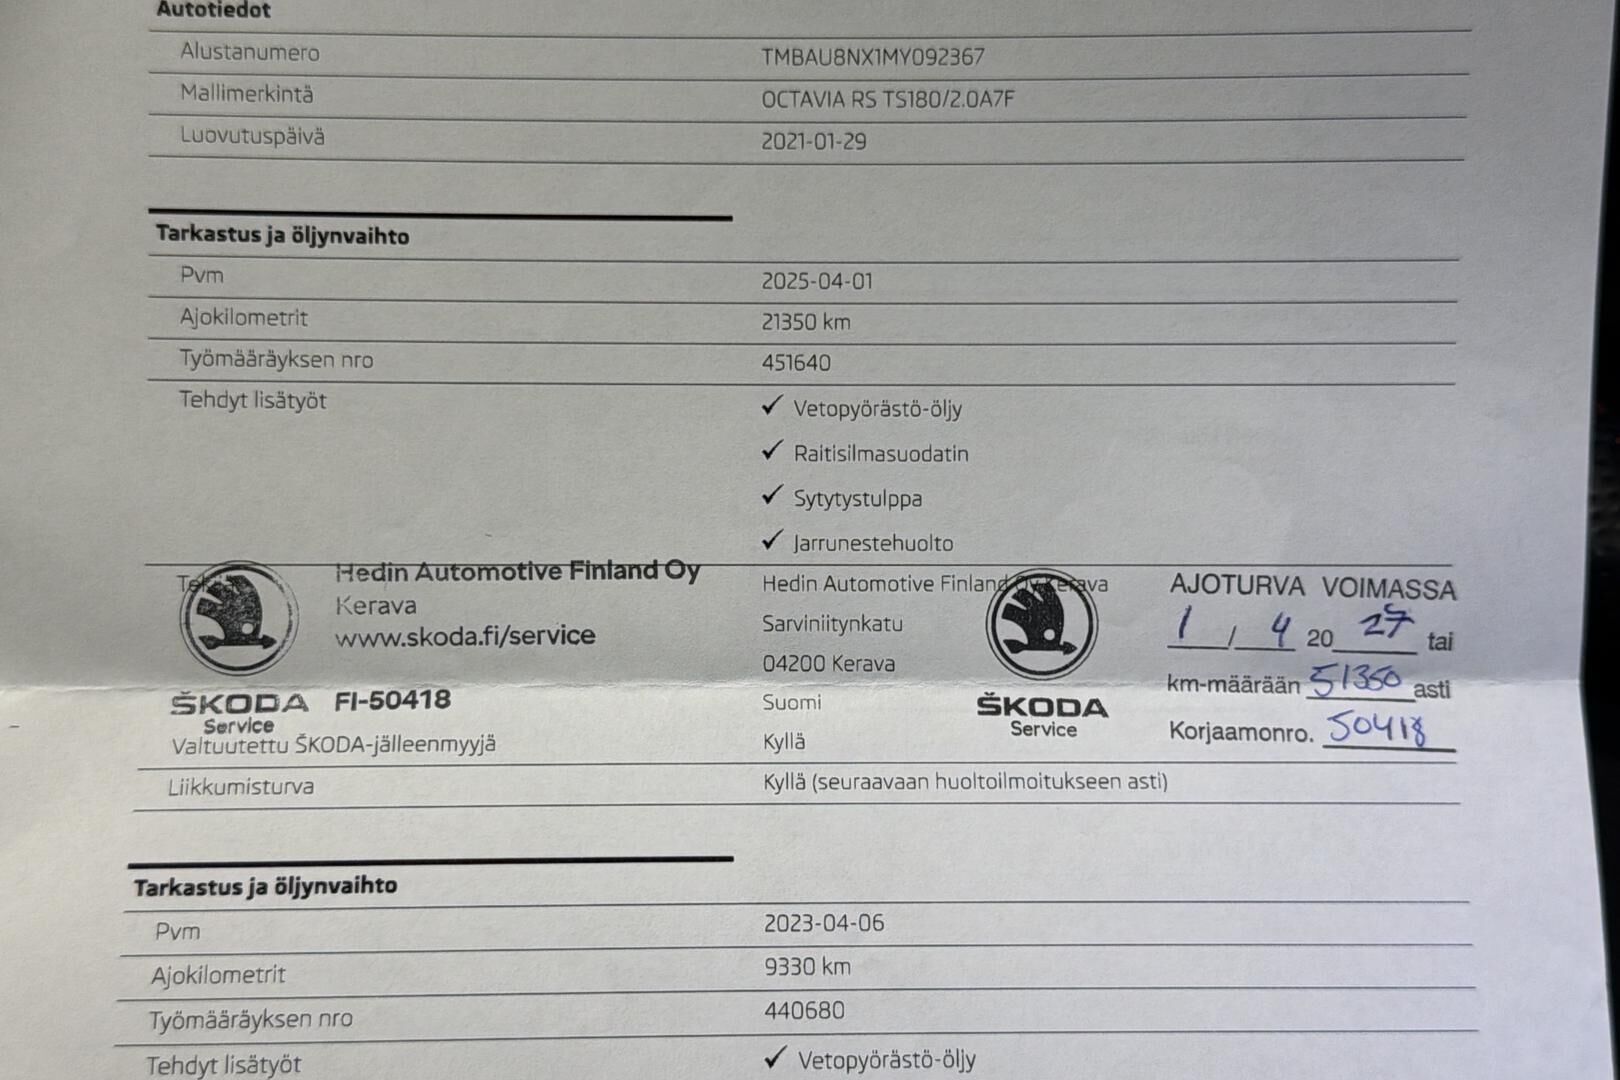 Autotiedot
Alustanumero TMBAU8NX1MY092367
Mallimerkintä OCTAVIA RS TS180/2.0A7F
Luovutuspäivä 2021-01-29
Tarkastus ja öljynvaihto
Pvm 2025-04-01
Ajokilometrit 21350 km
Työmääräyksen nro 451640
Tehdyt lisätyöt ✓ Vetopyörästö-öljy
✓ Raitisilmasuodatin
✓ Sytytystulppa
✓ Jarrunestehuolto
Hedin Automotive Finland Oy
Kerava
www.skoda.fi/service
ŠKODA FI-50418
Service
Hedin Automotive Finland Oy Kerava
Sarviniitynkatu
04200 Kerava
Suomi
ŠKODA
Service
AJOTURVA VOIMASSA
1 / 4 20 27 tai
km-määrään 51350 asti
Korjaamonro. 50418
Valtuutettu ŠKODA-jälleenmyyjä Kyllä
Liikkumisturva Kyllä (seuraavaan huoltoilmoitukseen asti)
Tarkastus ja öljynvaihto
Pvm 2023-04-06
Ajokilometrit 9330 km
Työmääräyksen nro 440680
Tehdyt lisätyöt ✓ Vetopyörästö-öljy